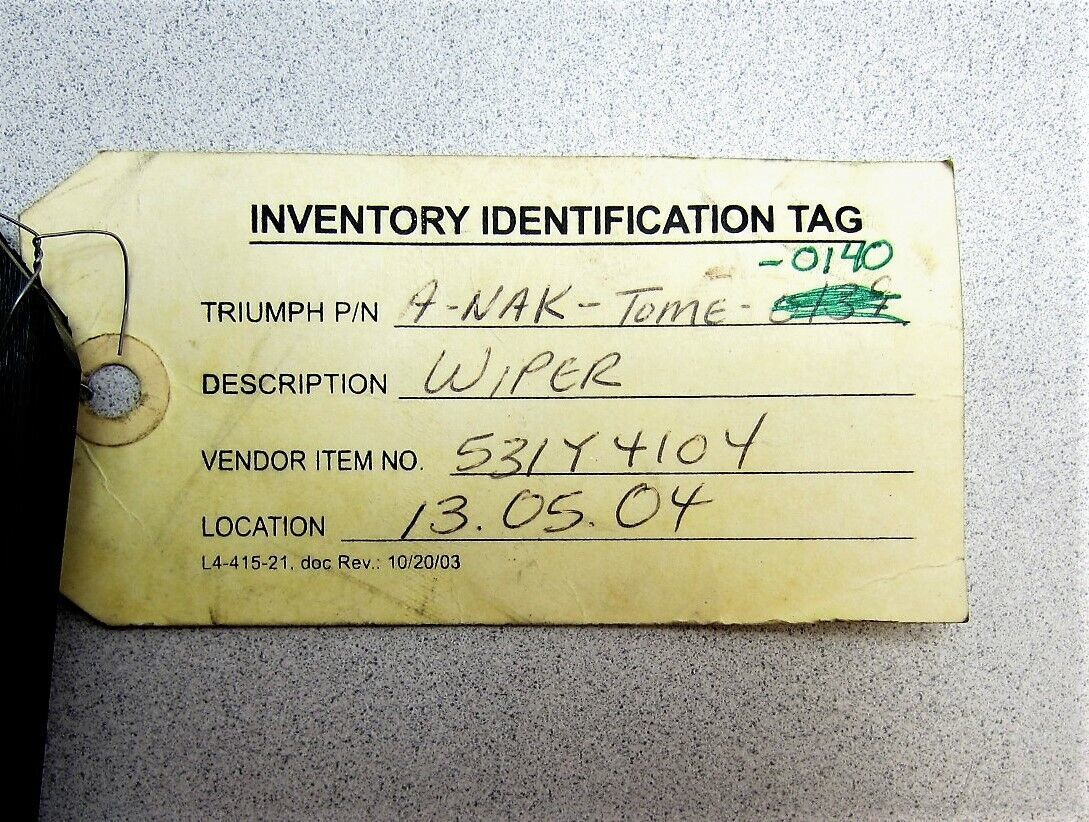 INVENTORY IDENTIFICATION TAG
-0140
TRIUMPH P/N A-NAK-TOME-
DESCRIPTION WIPER
VENDOR ITEM NO. 531Y4104
LOCATION 13.05.04
L4-415-21, doc Rev.: 10/20/03